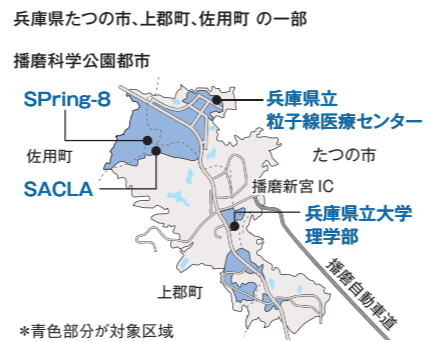 兵庫県たつの市、上郡町、佐用町 の一部
播磨科学公園都市
SPring-8
兵庫県立
粒子線医療センター
佐用町
たつの市
SACLA
播磨新宮 IC
兵庫県立大学
理学部
播磨自動車道
上郡町
*青色部分が対象区域